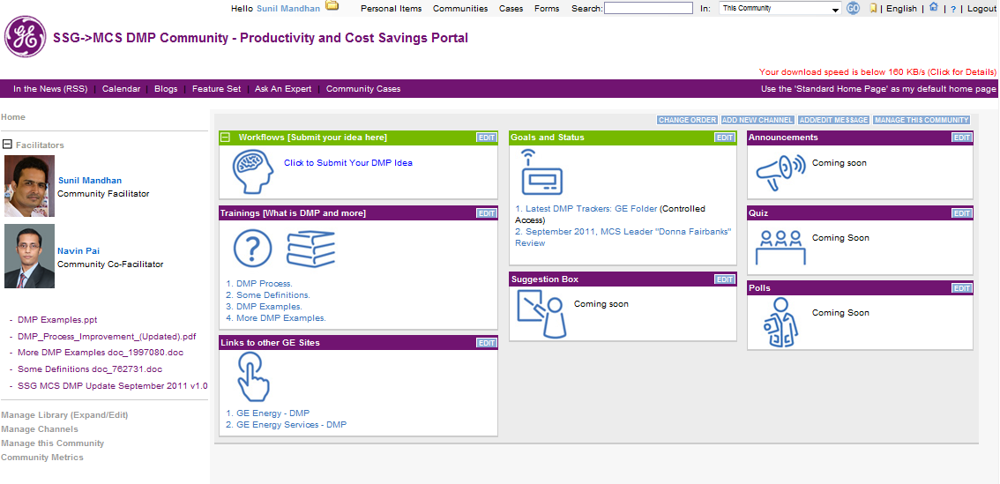 Hello Sunil Mandhan Personal Items Communities Cases Forms Search: In: This Community GO | English | | ? | Logout
SSG->MCS DMP Community - Productivity and Cost Savings Portal
Your download speed is below 160 KB/s (Click for Details)
In the News (RSS) | Calendar | Blogs | Feature Set | Ask An Expert | Community Cases
Use the 'Standard Home Page' as my default home page
Home
Facilitators
Sunil Mandhan
Community Facilitator
Navin Pai
Community Co-Facilitator
- DMP Examples.ppt
- DMP_Process_Improvement_(Updated).pdf
- More DMP Examples doc_1997080.doc
- Some Definitions doc_762731.doc
- SSG MCS DMP Update September 2011 v1.0
Manage Library (Expand/Edit)
Manage Channels
Manage this Community
Community Metrics
CHANGE ORDER ADD NEW CHANNEL ADD/EDIT MESSAGE MANAGE THIS COMMUNITY
Workflows [Submit your idea here] EDIT
Click to Submit Your DMP Idea
Trainings [What is DMP and more] EDIT
?
1. DMP Process.
2. Some Definitions.
3. DMP Examples.
4. More DMP Examples.
Links to other GE Sites EDIT
1. GE Energy - DMP
2. GE Energy Services - DMP
Goals and Status EDIT
1. Latest DMP Trackers: GE Folder (Controlled
Access)
2. September 2011, MCS Leader "Donna Fairbanks"
Review
Suggestion Box EDIT
Coming soon
Announcements EDIT
Coming soon
Quiz EDIT
Coming Soon
Polls EDIT
Coming Soon